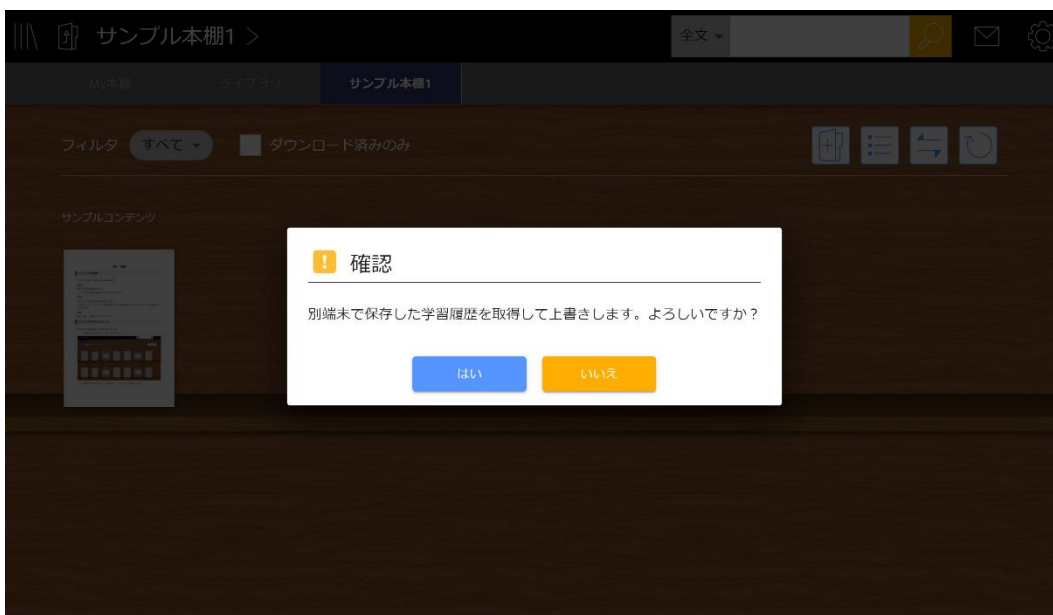 サンプル本棚1 >
全文
My本棚
ライブラリ
サンプル本棚1
フィルタ
すべて
ダウンロード済みのみ
サンプルコンテンツ
確認
別端末で保存した学習履歴を取得して上書きします。よろしいですか？
はい
いいえ